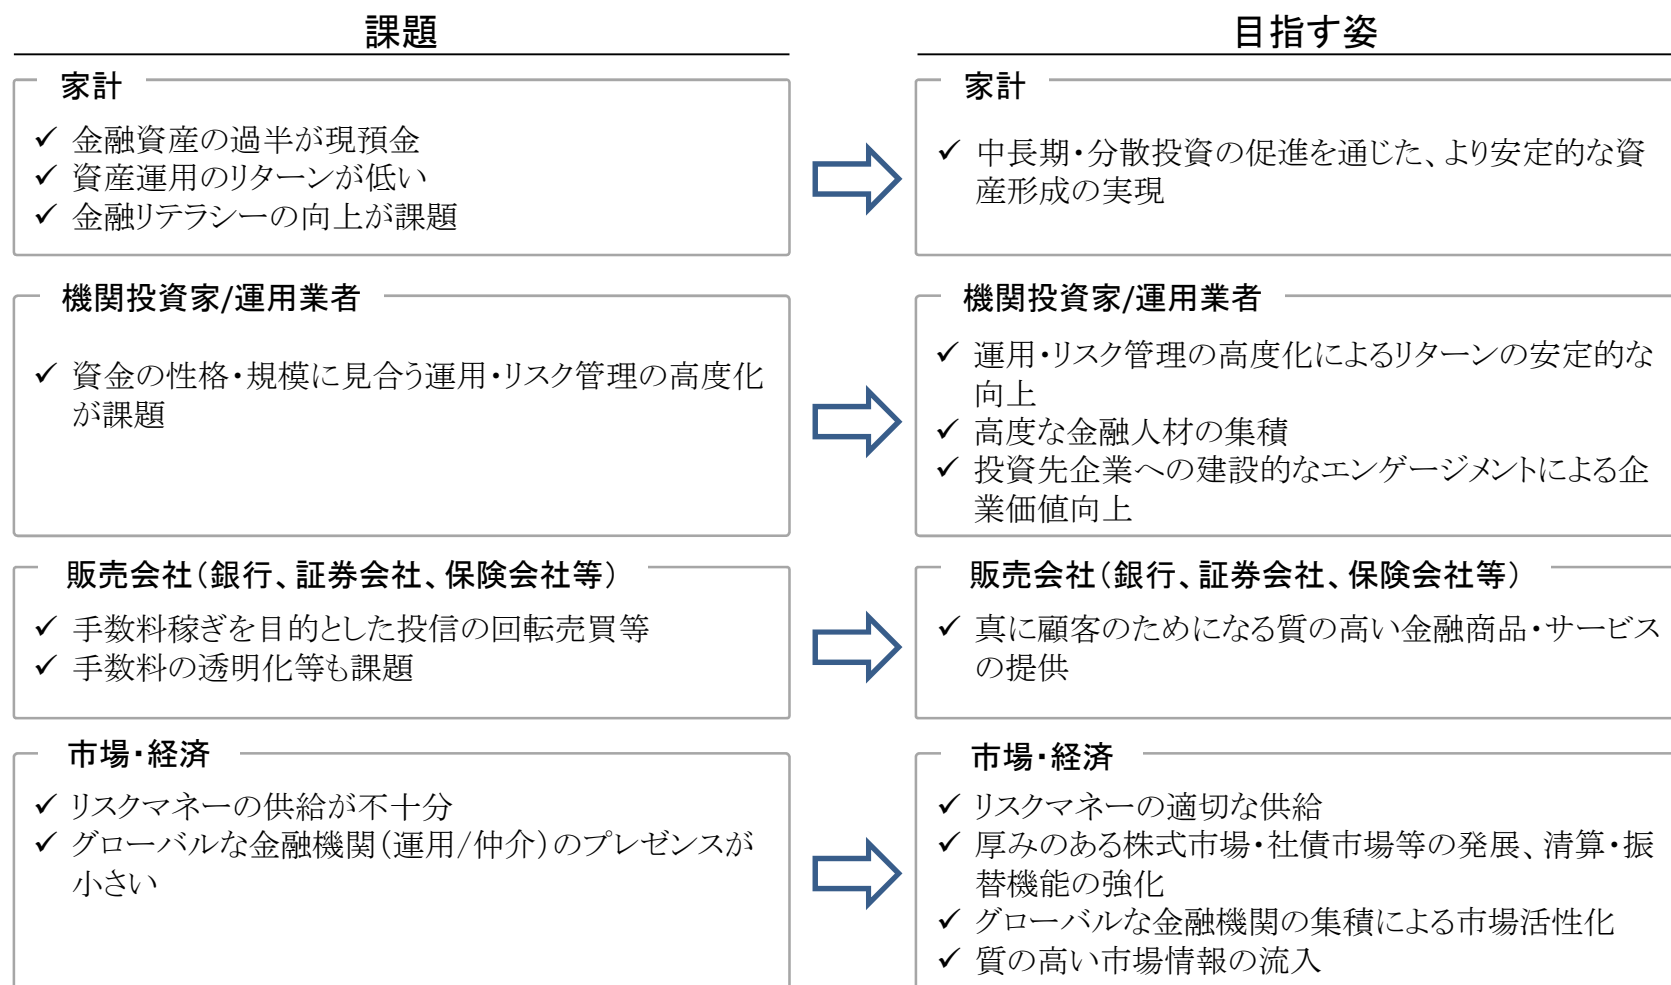 課題
家計
✓ 金融資産の過半が現預金
✓ 資産運用のリターンが低い
✓ 金融リテラシーの向上が課題
機関投資家/運用業者
✓ 資金の性格・規模に見合う運用・リスク管理の高度化
が課題
販売会社(銀行、証券会社、保険会社等)
✓ 手数料稼ぎを目的とした投信の回転売買等
✓ 手数料の透明化等も課題
市場・経済
✓ リスクマネーの供給が不十分
✓ グローバルな金融機関(運用/仲介)のプレゼンスが
小さい
目指す姿
家計
✓ 中長期・分散投資の促進を通じた、より安定的な資
産形成の実現
機関投資家/運用業者
✓ 運用・リスク管理の高度化によるリターンの安定的な
向上
✓ 高度な金融人材の集積
✓ 投資先企業への建設的なエンゲージメントによる企
業価値向上
販売会社(銀行、証券会社、保険会社等)
✓ 真に顧客のためになる質の高い金融商品・サービス
の提供
市場・経済
✓ リスクマネーの適切な供給
✓ 厚みのある株式市場・社債市場等の発展、清算・振
替機能の強化
✓ グローバルな金融機関の集積による市場活性化
✓ 質の高い市場情報の流入